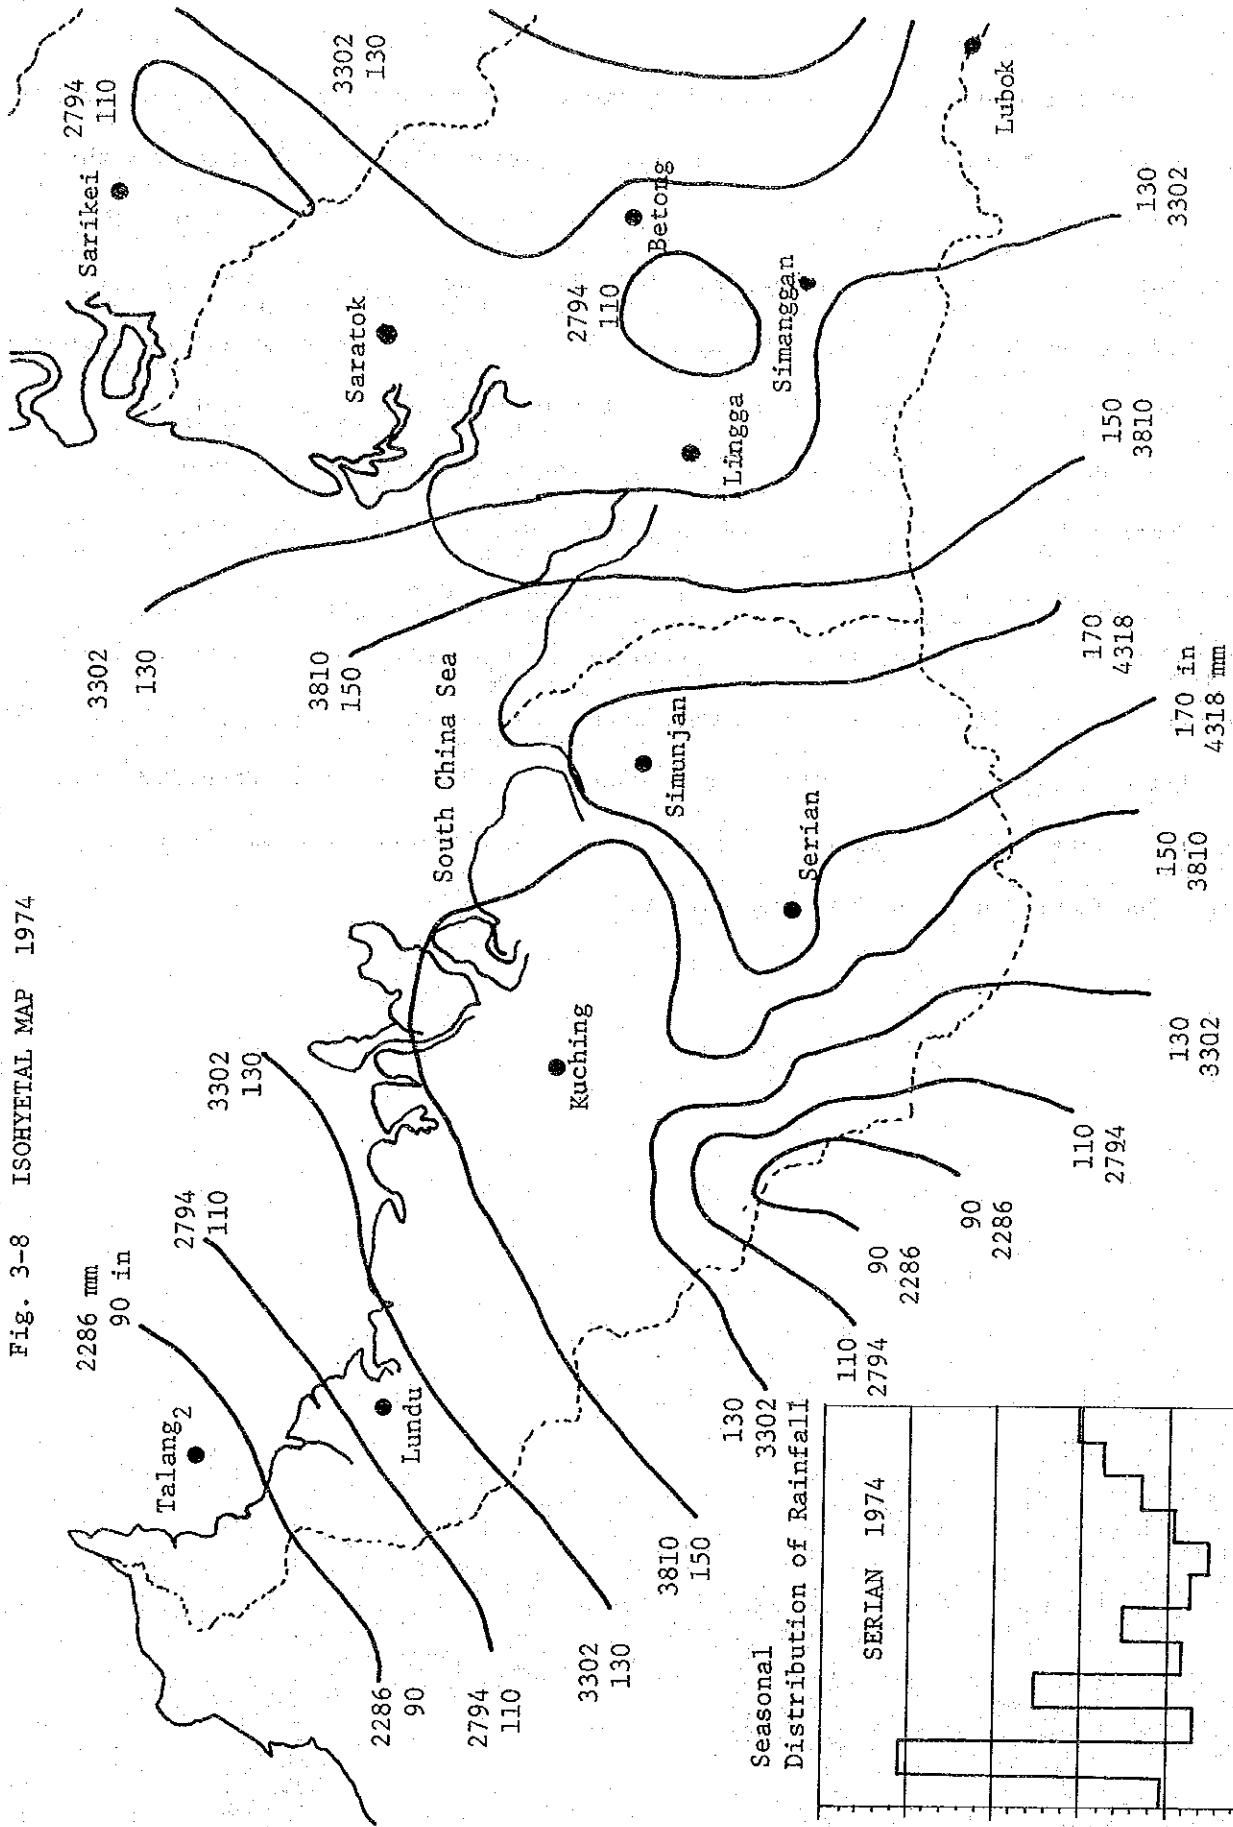 Fig. 3-8 ISOHYETAL MAP 1974
2286 mm
90 in
2794
110
3302
130
3302
130
3810
150
2794
110
3302
130
Talang 2
Lundu
Kuching
South China Sea
Simunjan
Serian
Saratok
Sarikei
Lingga
Betong
Simanggan
Lubok
2794
110
2286
90
2794
110
3302
130
3810
150
130
3302
110
2794
90
2286
90
2286
110
2794
130
3302
150
3810
170 in
4318 mm
170
4318
150
3810
130
3302
Seasonal
Distribution of Rainfall
SERIAN 1974